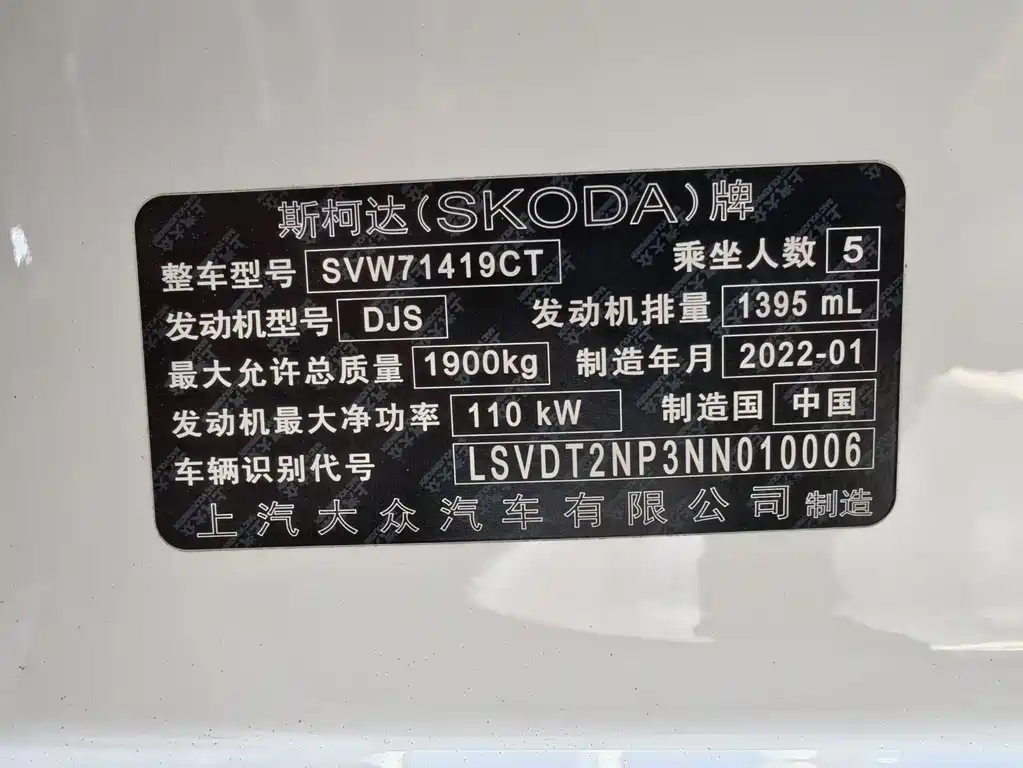 斯柯达(SKODA)牌
整车型号 SVW71419CT 乘坐人数 5
发动机型号 DJS 发动机排量 1395 mL
最大允许总质量 1900kg 制造年月 2022-01
发动机最大净功率 110 kW 制造国 中国
车辆识别代号 LSVDT2NP3NN010006
上汽大众汽车有限公司 制造